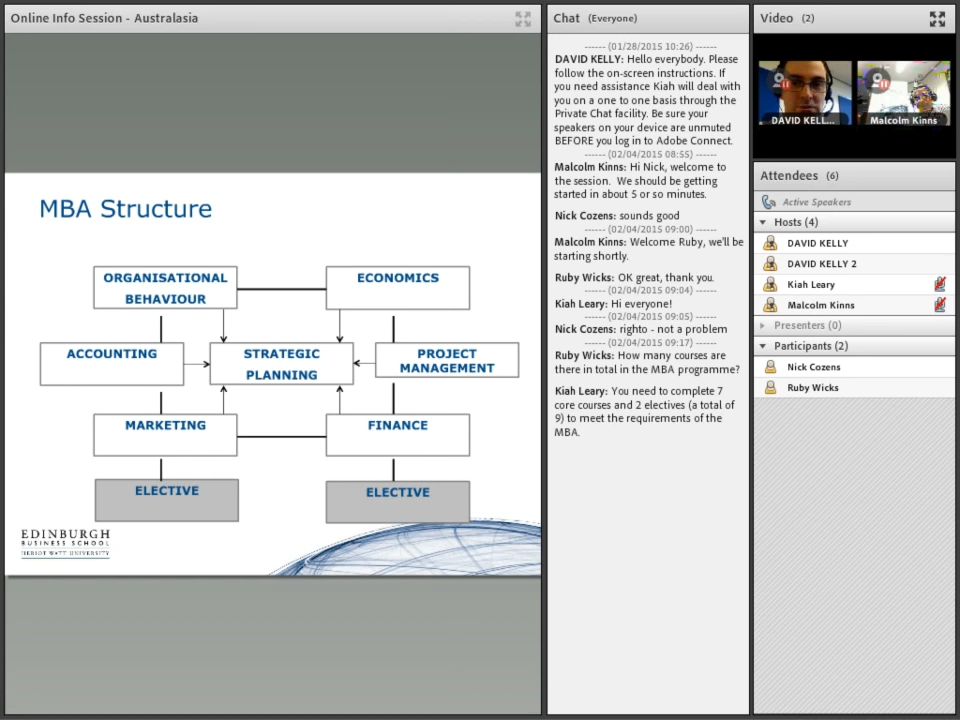 Online Info Session - Australasia
MBA Structure
ORGANISATIONAL
BEHAVIOUR
ECONOMICS
ACCOUNTING
STRATEGIC
PLANNING
PROJECT
MANAGEMENT
MARKETING
FINANCE
ELECTIVE
ELECTIVE
EDINBURGH
BUSINESS SCHOOL
HERIOT WATT UNIVERSITY
Chat (Everyone)
------ (01/28/2015 10:26) ------
DAVID KELLY: Hello everybody. Please
follow the on-screen instructions. If
you need assistance Kiah will deal with
you on a one to one basis through the
Private Chat facility. Be sure your
speakers on your device are unmuted
BEFORE you log in to Adobe Connect.
------ (02/04/2015 08:55) ------
Malcolm Kinns: Hi Nick, welcome to
the session.  We should be getting
started in about 5 or so minutes.
Nick Cozens: sounds good
------ (02/04/2015 09:00) ------
Malcolm Kinns: Welcome Ruby, we'll be
starting shortly.
Ruby Wicks: OK great, thank you.
------ (02/04/2015 09:04) ------
Kiah Leary: Hi everyone!
------ (02/04/2015 09:05) ------
Nick Cozens: righto - not a problem
------ (02/04/2015 09:17) ------
Ruby Wicks: How many courses are
there in total in the MBA programme?
Kiah Leary: You need to complete 7
core courses and 2 electives (a total of
9) to meet the requirements of the
MBA.
Video (2)
DAVID KELL...
Malcolm Kinns
Attendees (6)
Active Speakers
Hosts (4)
DAVID KELLY
DAVID KELLY 2
Kiah Leary
Malcolm Kinns
Presenters (0)
Participants (2)
Nick Cozens
Ruby Wicks